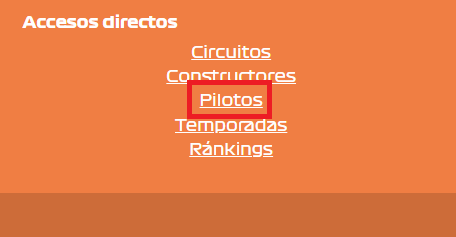 Accesos directos
Circuitos
Constructores
Pilotos
Temporadas
Ránkings